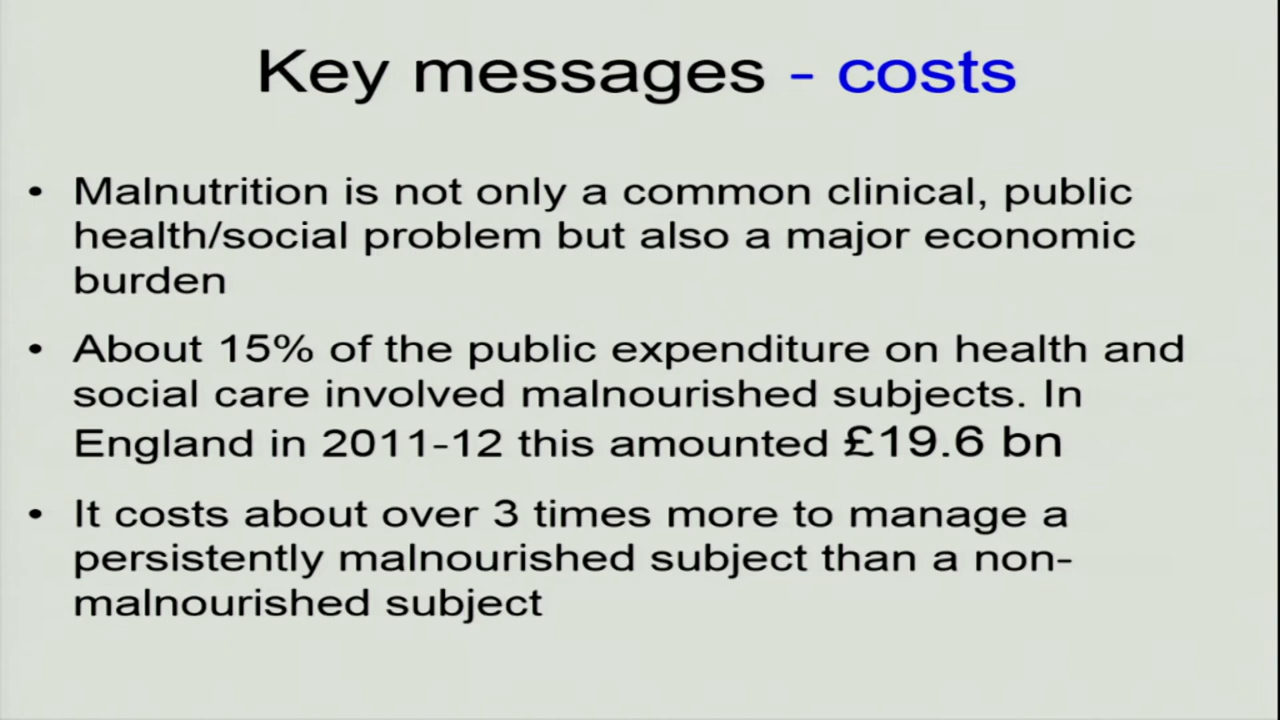 Key messages - costs
• Malnutrition is not only a common clinical, public
health/social problem but also a major economic
burden
• About 15% of the public expenditure on health and
social care involved malnourished subjects. In
England in 2011-12 this amounted £19.6 bn
• It costs about over 3 times more to manage a
persistently malnourished subject than a non-
malnourished subject